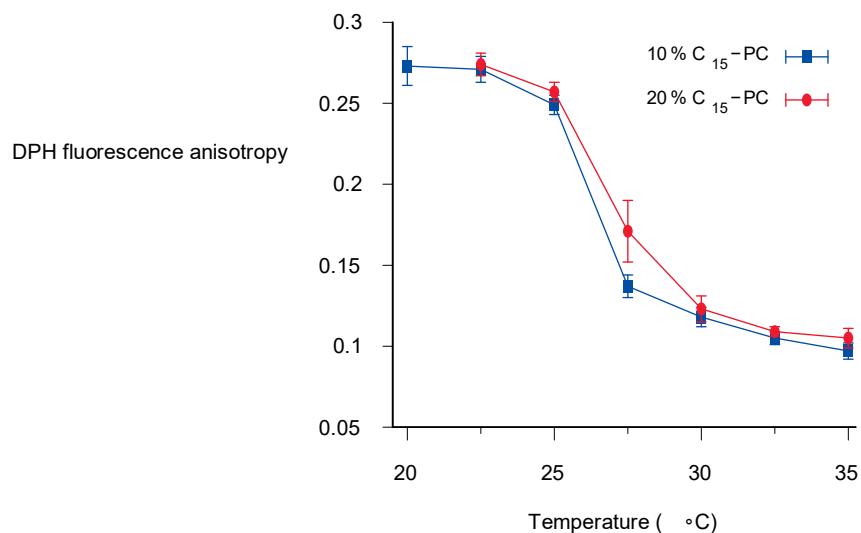 0.3
10 % C 15−PC
20 % C 15−PC
0.25
DPH fluorescence anisotropy
0.2
0.15
0.1
0.05
20 25 30 35
Temperature ( ∘C)